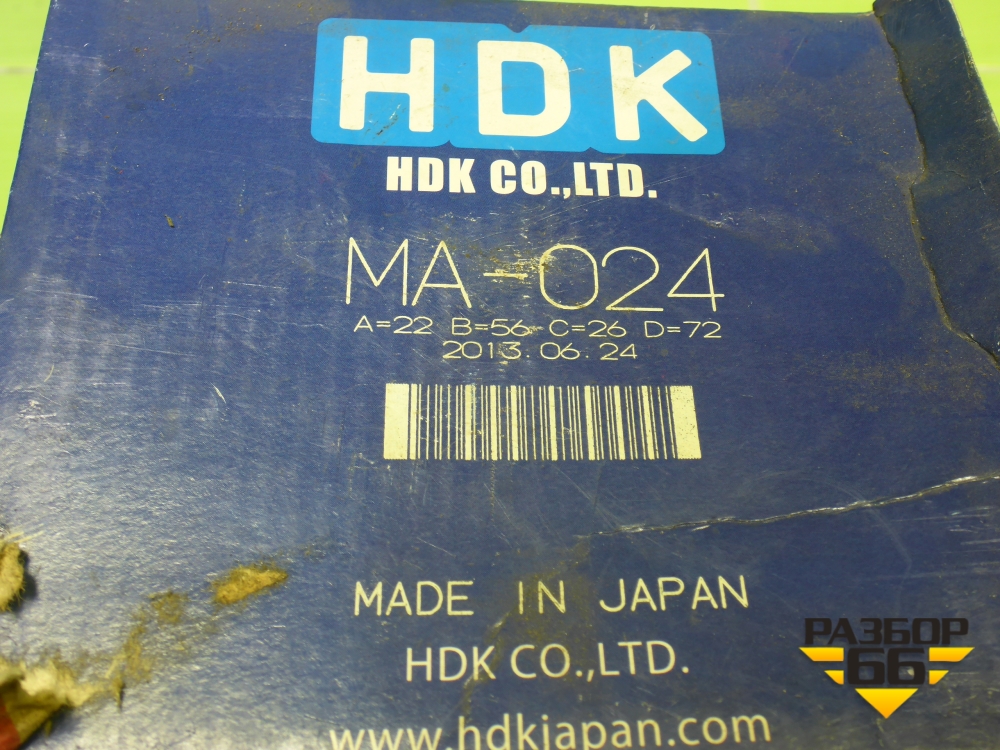 HDK
HDK CO.,LTD.
MA-024
A=22 B=56 C=26 D=72
2013.06.24
MADE IN JAPAN
HDK CO.,LTD.
www.hdkjapan.com
РАЗБОР
66